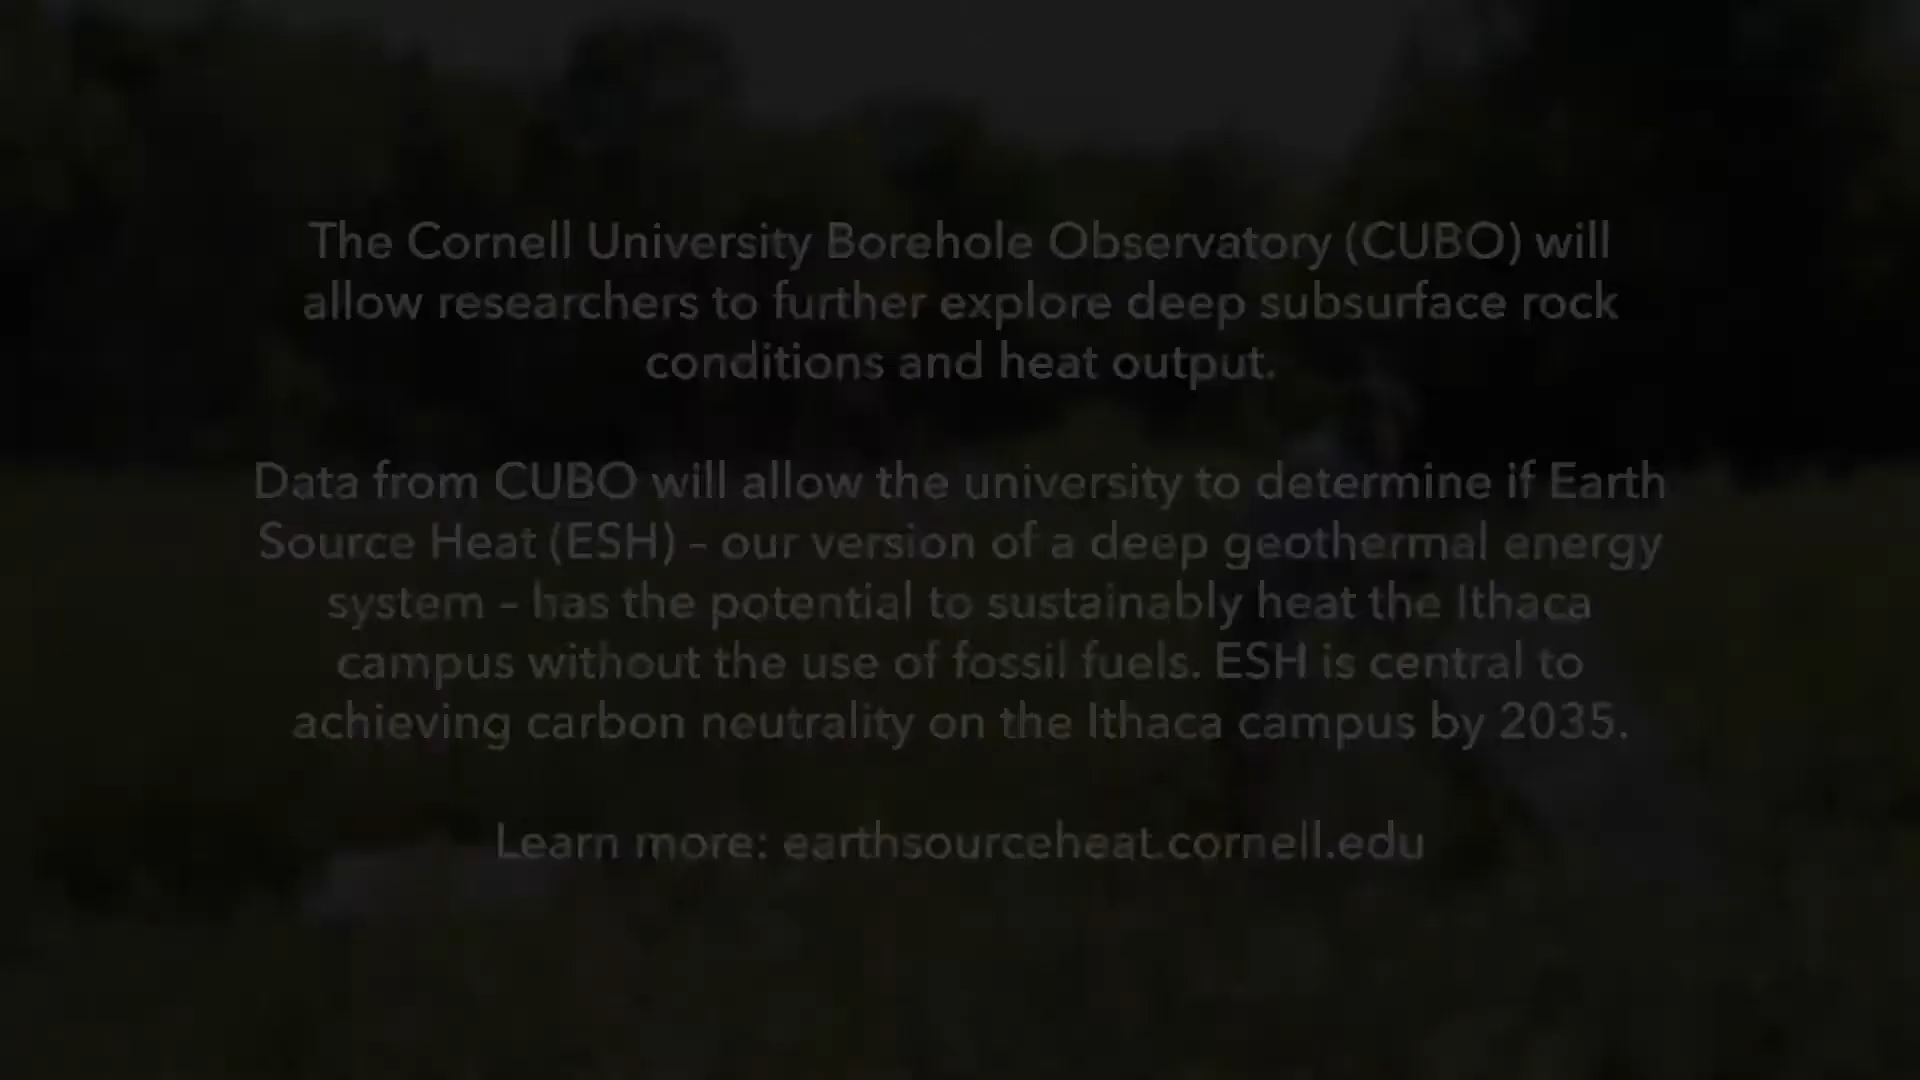 The Cornell University Borehole Observatory (CUBO) will
allow researchers to further explore deep subsurface rock
conditions and heat output.
Data from CUBO will allow the university to determine if Earth
Source Heat (ESH) – our version of a deep geothermal energy
system – has the potential to sustainably heat the Ithaca
campus without the use of fossil fuels. ESH is central to
achieving carbon neutrality on the Ithaca campus by 2035.
Learn more: earthsourceheat.cornell.edu